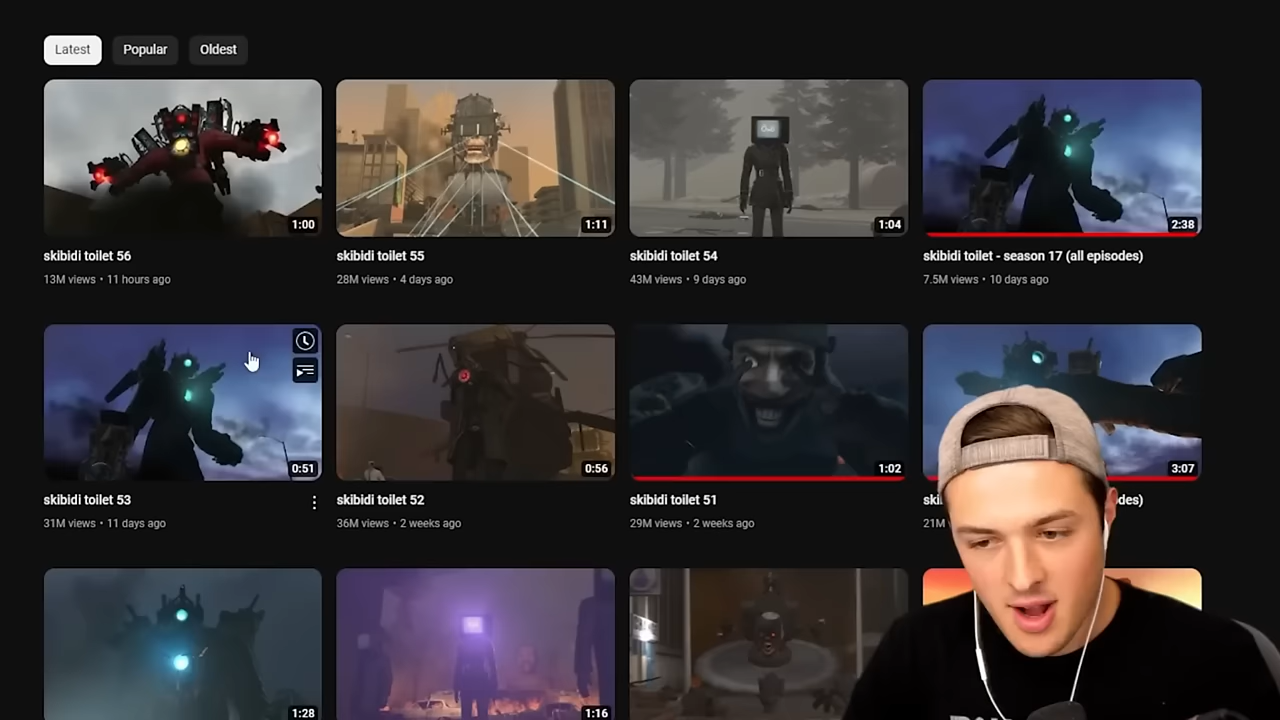 Latest
Popular
Oldest
1:00
1:11
1:04
2:38
skibidi toilet 56
skibidi toilet 55
skibidi toilet 54
skibidi toilet - season 17 (all episodes)
13M views • 11 hours ago
28M views • 4 days ago
43M views • 9 days ago
7.5M views • 10 days ago
0:51
0:56
1:02
3:07
skibidi toilet 53
skibidi toilet 52
skibidi toilet 51
31M views • 11 days ago
36M views • 2 weeks ago
29M views • 2 weeks ago
21M
1:28
1:16